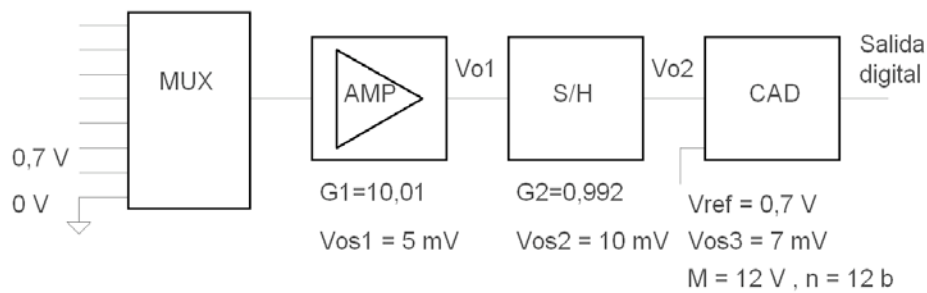 MUX
AMP
Vo1
S/H
Vo2
CAD
Salida
digital
0,7 V
0 V
G1=10,01
Vos1 = 5 mV
G2=0,992
Vos2 = 10 mV
Vref = 0,7 V
Vos3 = 7 mV
M = 12 V , n = 12 b